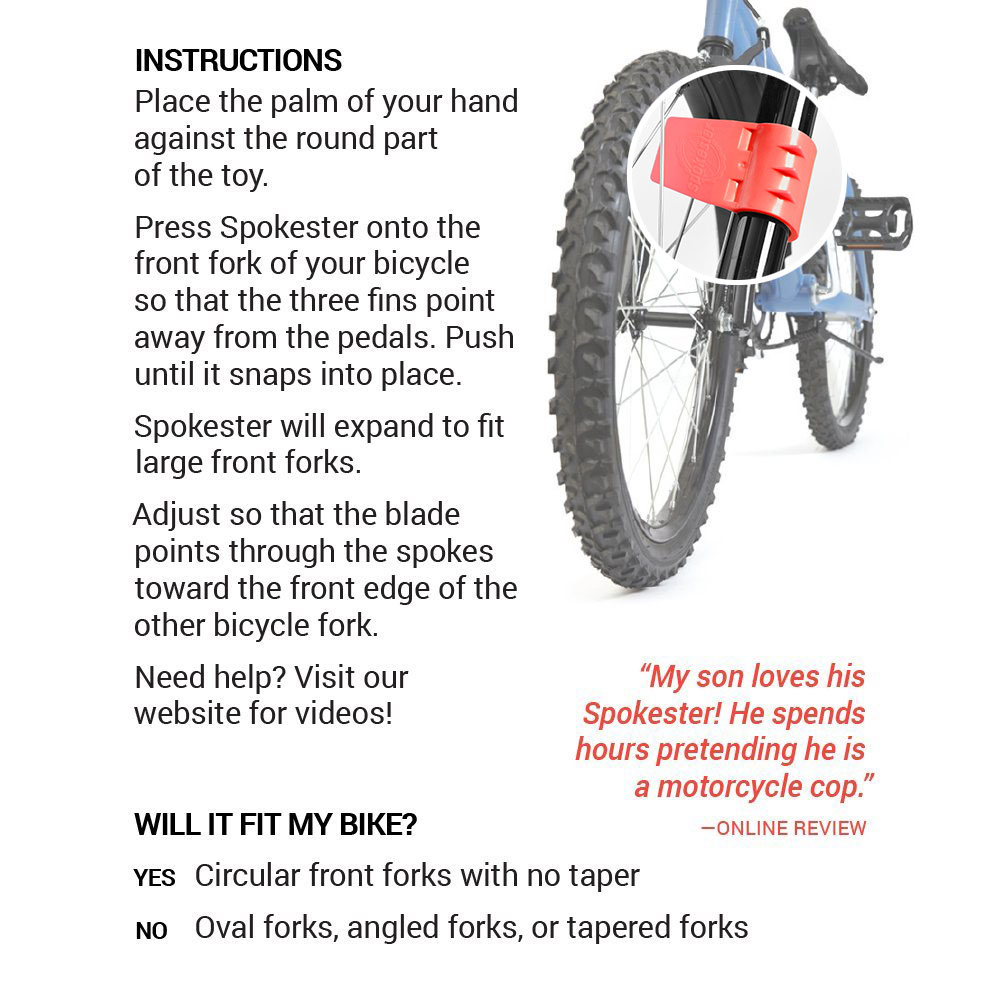 INSTRUCTIONS
Place the palm of your hand
against the round part
of the toy.
Press Spokester onto the
front fork of your bicycle
so that the three fins point
away from the pedals. Push
until it snaps into place.
Spokester will expand to fit
large front forks.
Adjust so that the blade
points through the spokes
toward the front edge of the
other bicycle fork.
Need help? Visit our
website for videos!
“My son loves his
Spokester! He spends
hours pretending he is
a motorcycle cop.”
—ONLINE REVIEW
WILL IT FIT MY BIKE?
YES Circular front forks with no taper
NO Oval forks, angled forks, or tapered forks